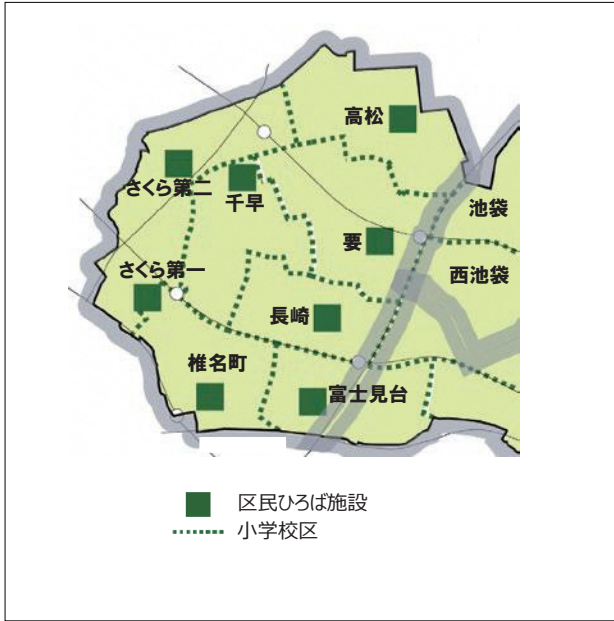 高松
さくら第二
千早
池袋
要
西池袋
さくら第一
長崎
椎名町
富士見台
区民ひろば施設
小学校区